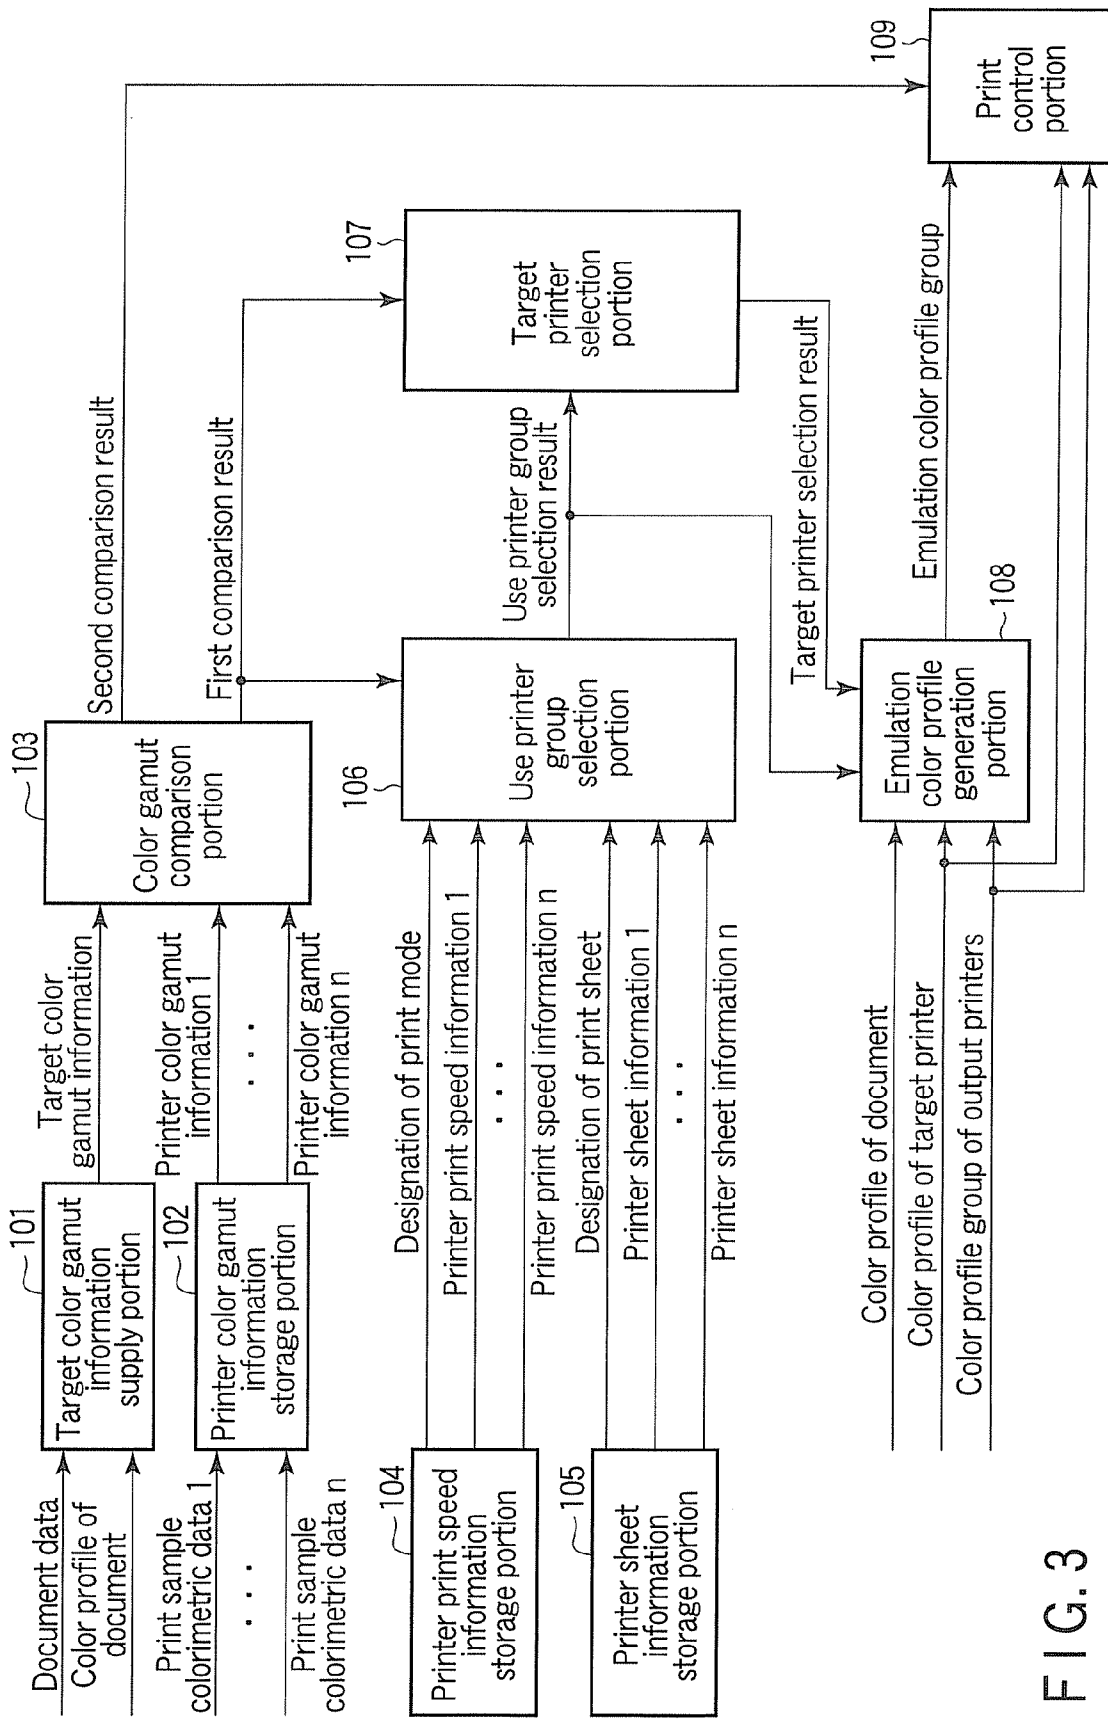 Document data
Color profile of
document
Print sample
colorimetric data 1
. . .
Print sample
colorimetric data n
101
Target color gamut
information
supply portion
102
Printer color gamut
information
storage portion
Target color
gamut information
Printer color gamut
information 1
. . .
Printer color gamut
information n
103
Color gamut
comparison
portion
Second comparison result
First comparison result
104
Printer print speed
information
storage portion
105
Printer sheet
information
storage portion
Designation of print mode
Printer print speed information 1
. . .
Printer print speed information n
Designation of print sheet
Printer sheet information 1
. . .
Printer sheet information n
106
Use printer
group
selection
portion
Use printer group
selection result
107
Target
printer
selection
portion
Target printer selection result
Color profile of document
Color profile of target printer
Color profile group of output printers
Emulation
color profile
generation
portion
108
Emulation color profile group
109
Print
control
portion
FIG. 3